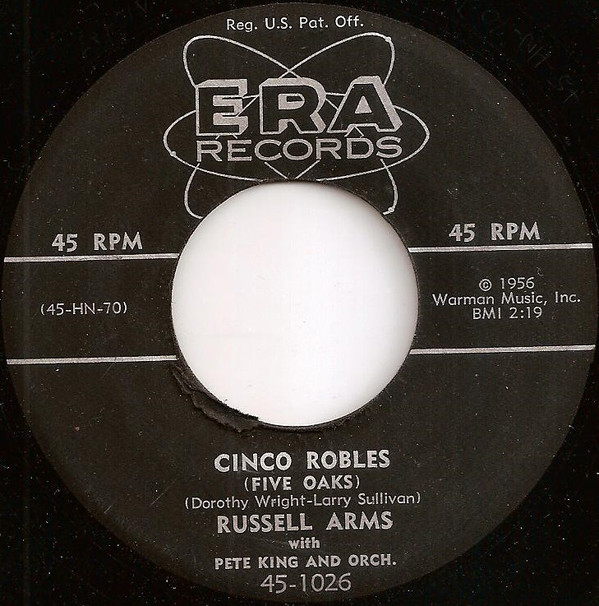 Reg. U.S. Pat. Off.
ERA
RECORDS
45 RPM
45 RPM
(45-HN-70)
© 1956
Warman Music, Inc.
BMI 2:19
CINCO ROBLES
(FIVE OAKS)
(Dorothy Wright-Larry Sullivan)
RUSSELL ARMS
with
PETE KING AND ORCH.
45-1026